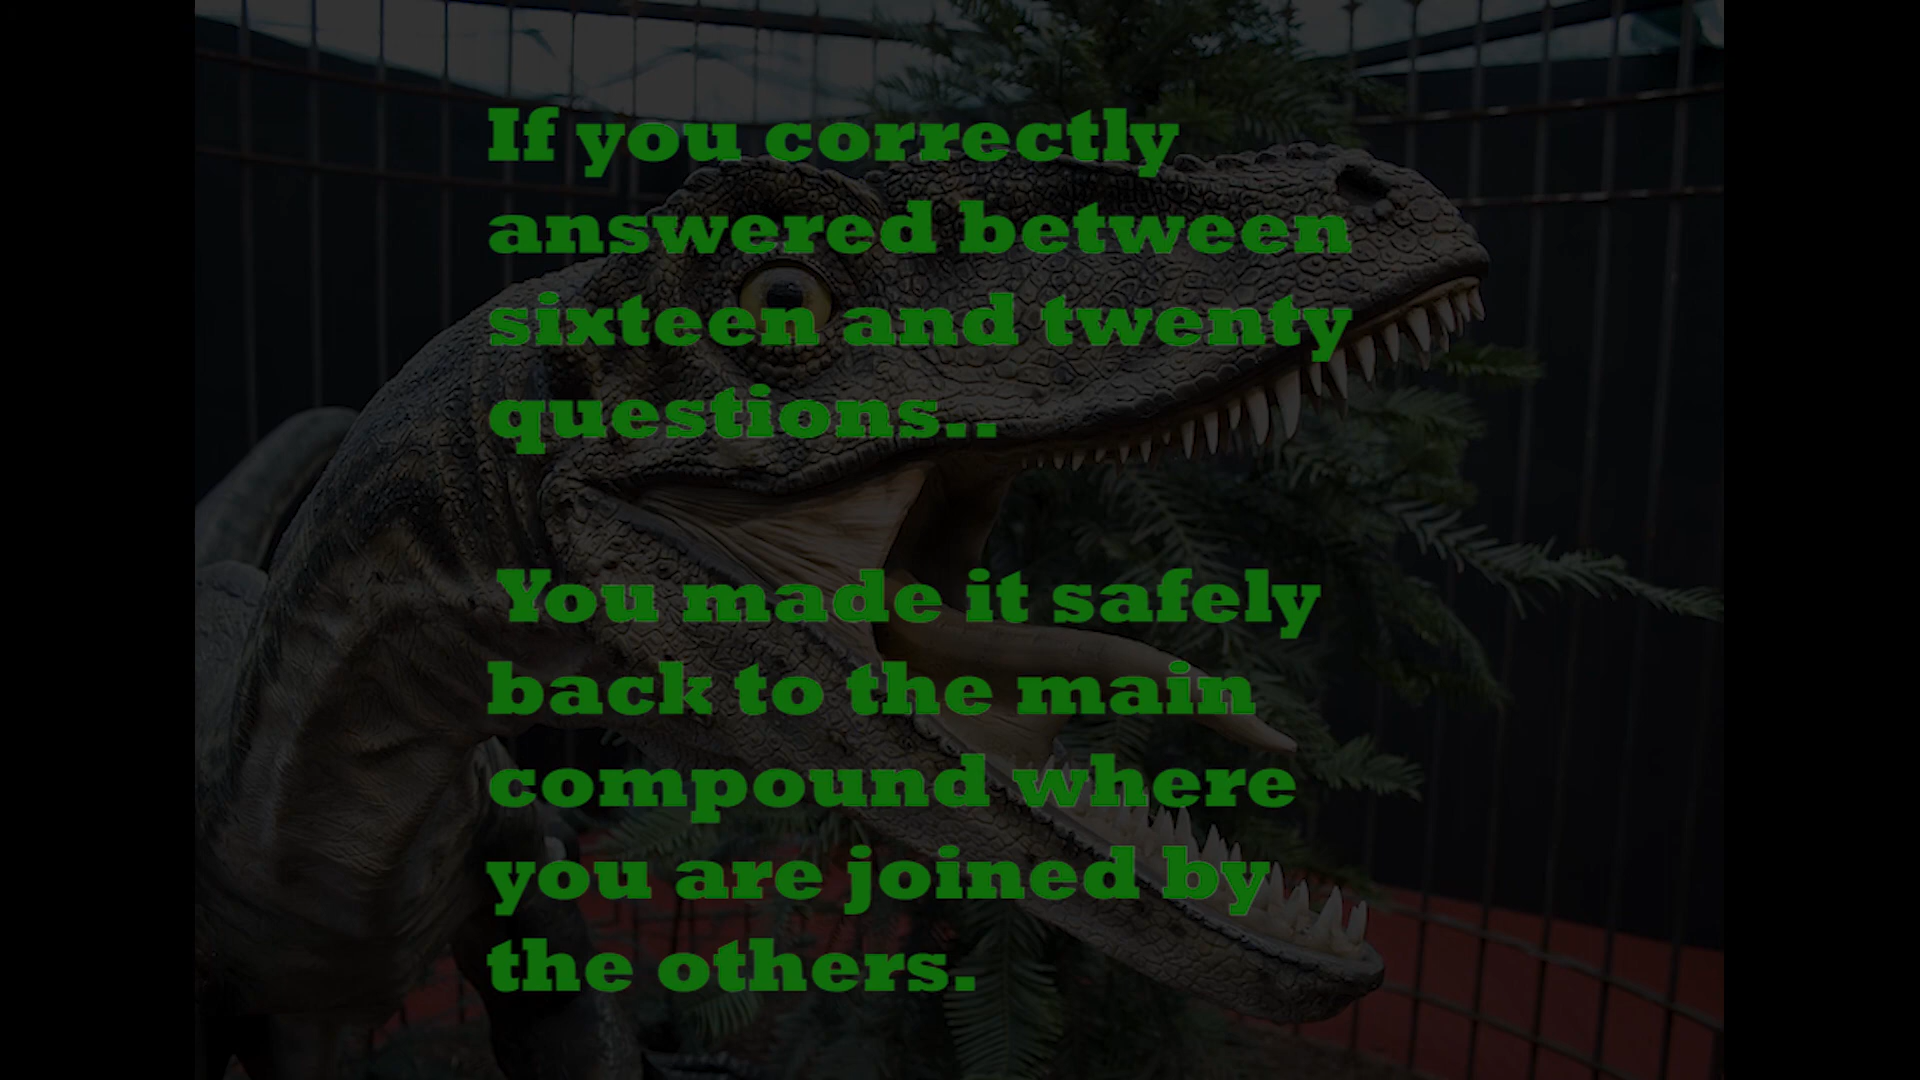 If you correctly
answered between
sixteen and twenty
questions..
You made it safely
back to the main
compound where
you are joined by
the others.